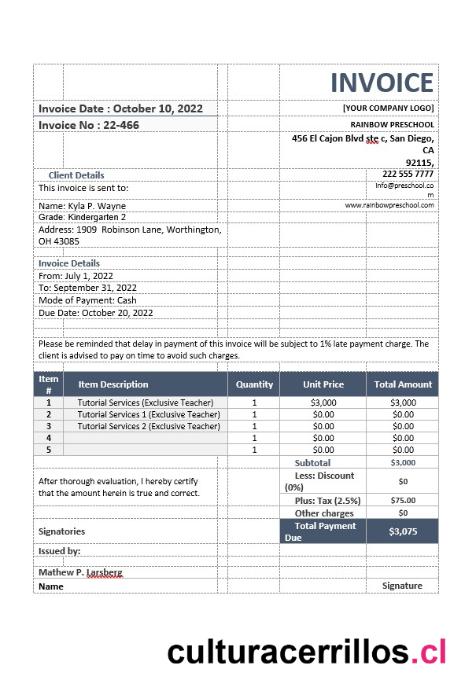 INVOICE
Invoice Date : October 10, 2022
[YOUR COMPANY LOGO]
Invoice No : 22-466
RAINBOW PRESCHOOL
456 El Cajon Blvd ste c, San Diego,
CA
92115,
Client Details
222 555 7777
This invoice is sent to:
Info@preschool.co
m
Name: Kyla P. Wayne
www.rainbowpreschool.com
Grade: Kindergarten 2
Address: 1909 Robinson Lane, Worthington,
OH 43085
Invoice Details
From: July 1, 2022
To: September 31, 2022
Mode of Payment: Cash
Due Date: October 20, 2022
Please be reminded that delay in payment of this invoice will be subject to 1% late payment charge. The
client is advised to pay on time to avoid such charges.
Item # Item Description Quantity Unit Price Total Amount
1 Tutorial Services (Exclusive Teacher) 1 $3,000 $3,000
2 Tutorial Services 1 (Exclusive Teacher) 1 $0.00 $0.00
3 Tutorial Services 2 (Exclusive Teacher) 1 $0.00 $0.00
4 1 $0.00 $0.00
5 1 $0.00 $0.00
Subtotal $3,000
After thorough evaluation, I hereby certify
that the amount herein is true and correct.
Less: Discount
(0%) $0
Plus: Tax (2.5%) $75.00
Other charges $0
Signatories
Total Payment
Due $3,075
Issued by:
Mathew P. Larsberg
Name Signature
culturacerrillos.cl